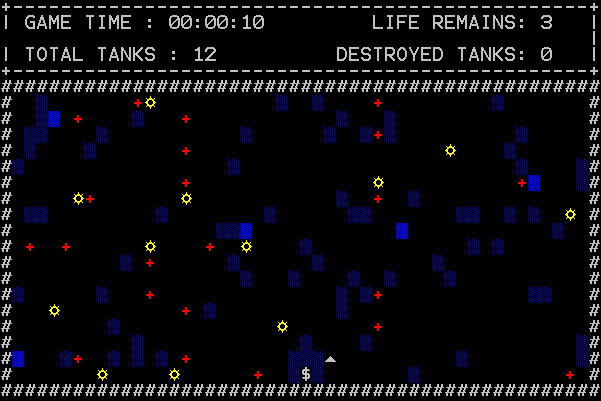 GAME TIME : 00:00:10 LIFE REMAINS: 3
TOTAL TANKS : 12 DESTROYED TANKS: 0
$